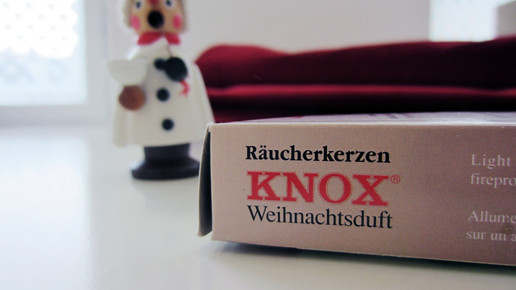 Räucherkerzen
KNOX®
Weihnachtsduft
Light
firepro
Allume
sur un a